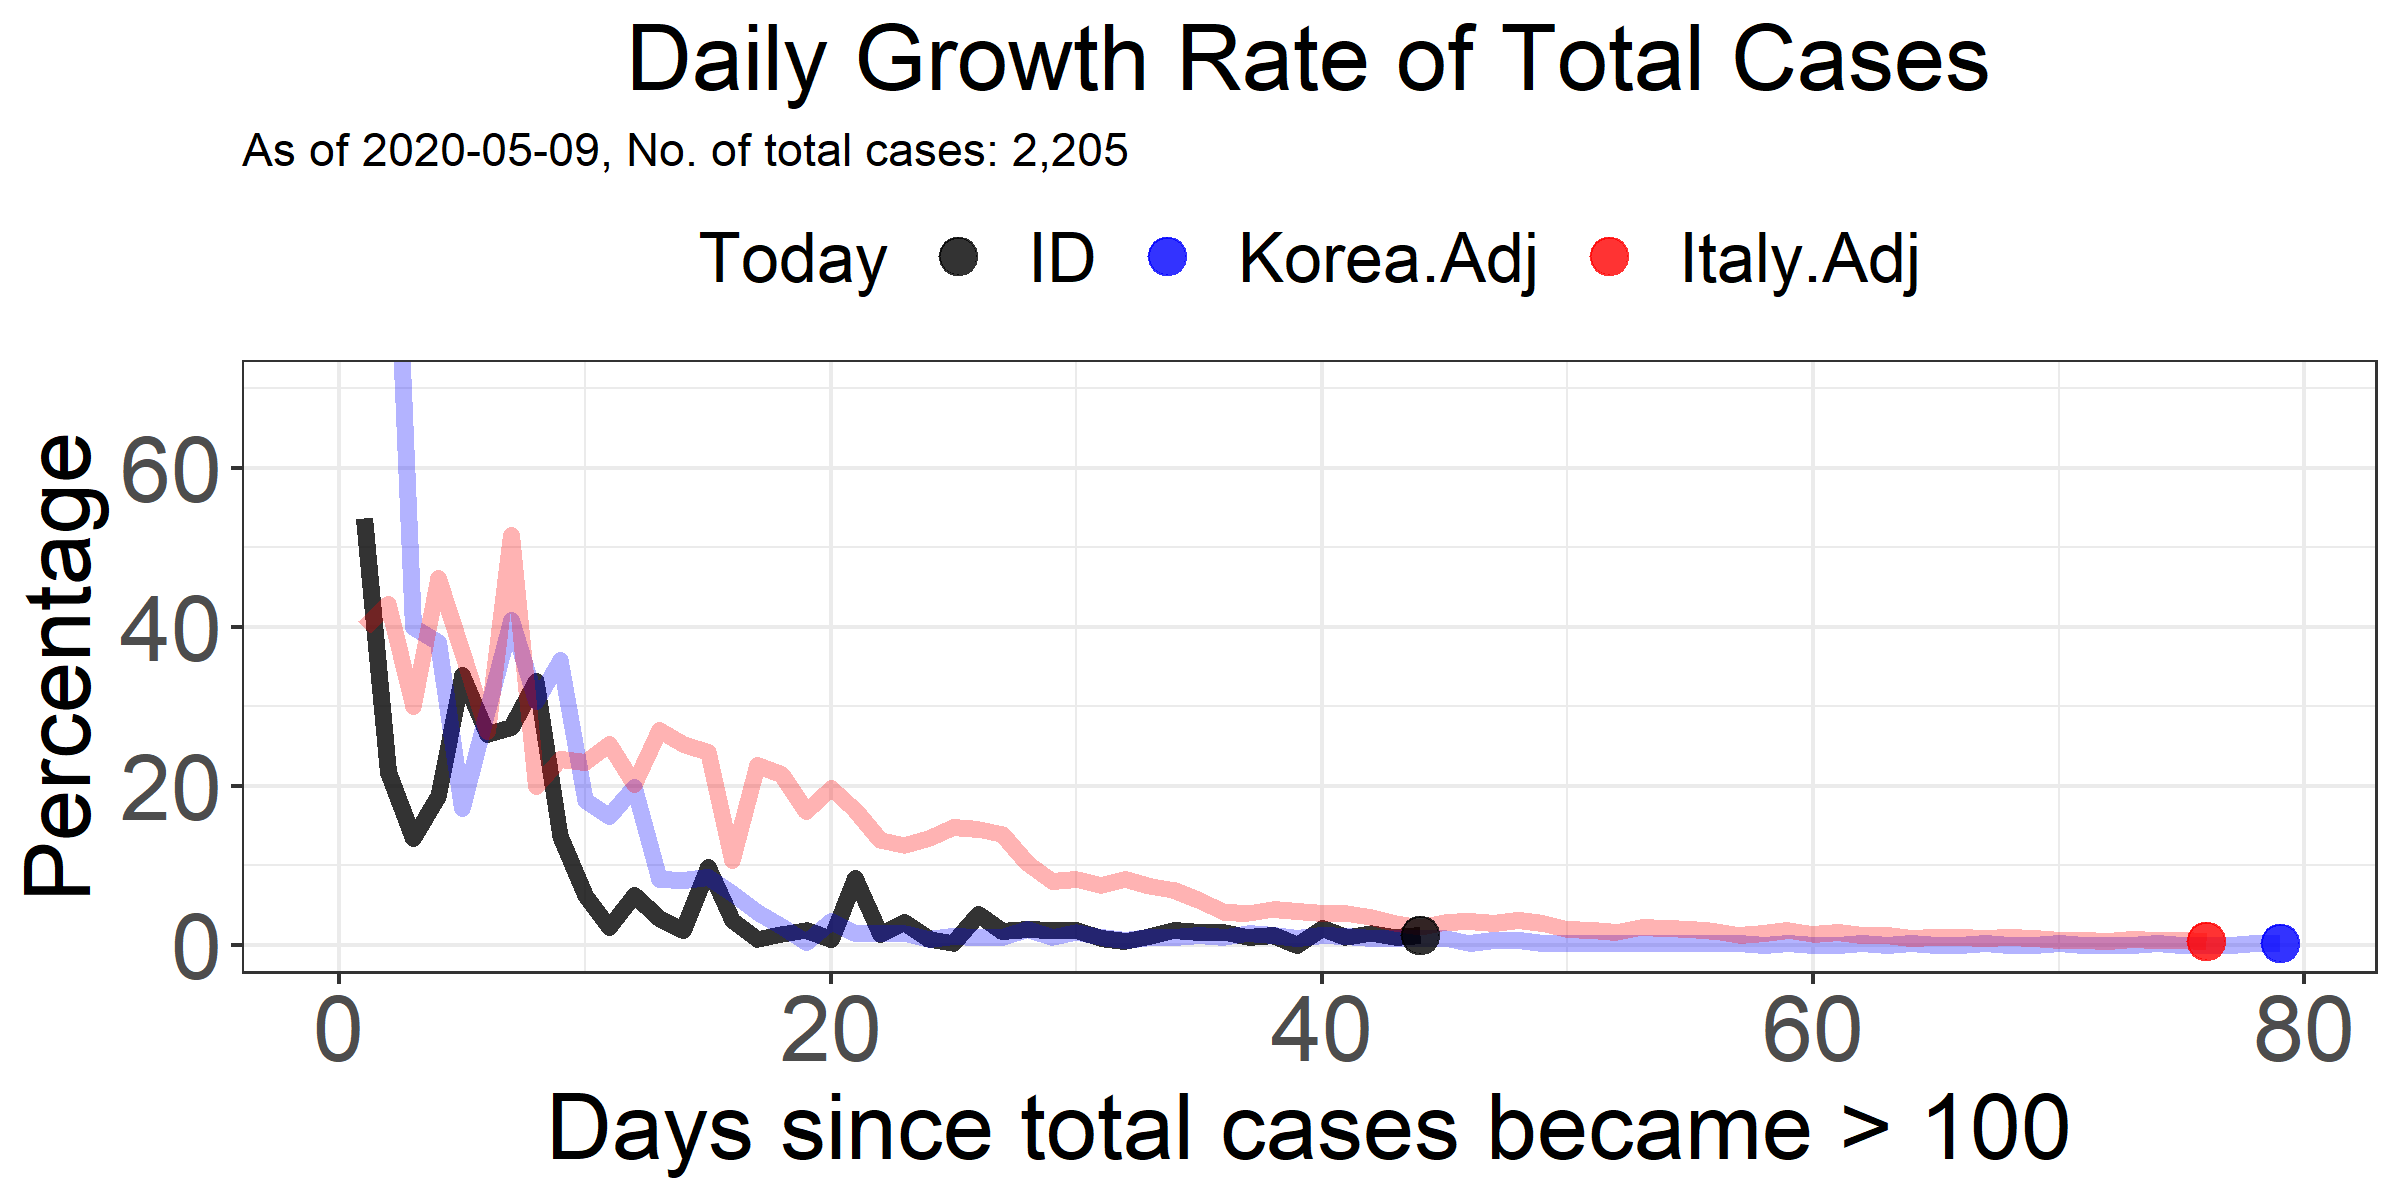 Daily Growth Rate of Total Cases
As of 2020-05-09, No. of total cases: 2,205
Today ID Korea.Adj Italy.Adj
Percentage
60
40
20
0
0 20 40 60 80
Days since total cases became > 100